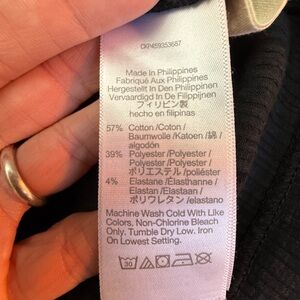 CKP459353687
Made In Philippines
Fabriqué Aux Philippines
Hergestellt In Den Philippinen
Vervaardigd In De Filippijnen
フィリピン製
hecho en filipinas
57% Cotton /Coton /
Baumwolle /Katoen /綿 /
algodón
39% Polyester /Polyester /
Polyester /Polyester /
ポリエステル /poliéster
4% Elastane /Élasthanne /
Elastan /Elastaan /
ポリウレタン /elastano
Machine Wash Cold With Like
Colors. Non-Chlorine Bleach
Only. Tumble Dry Low. Iron
On Lowest Setting.
30